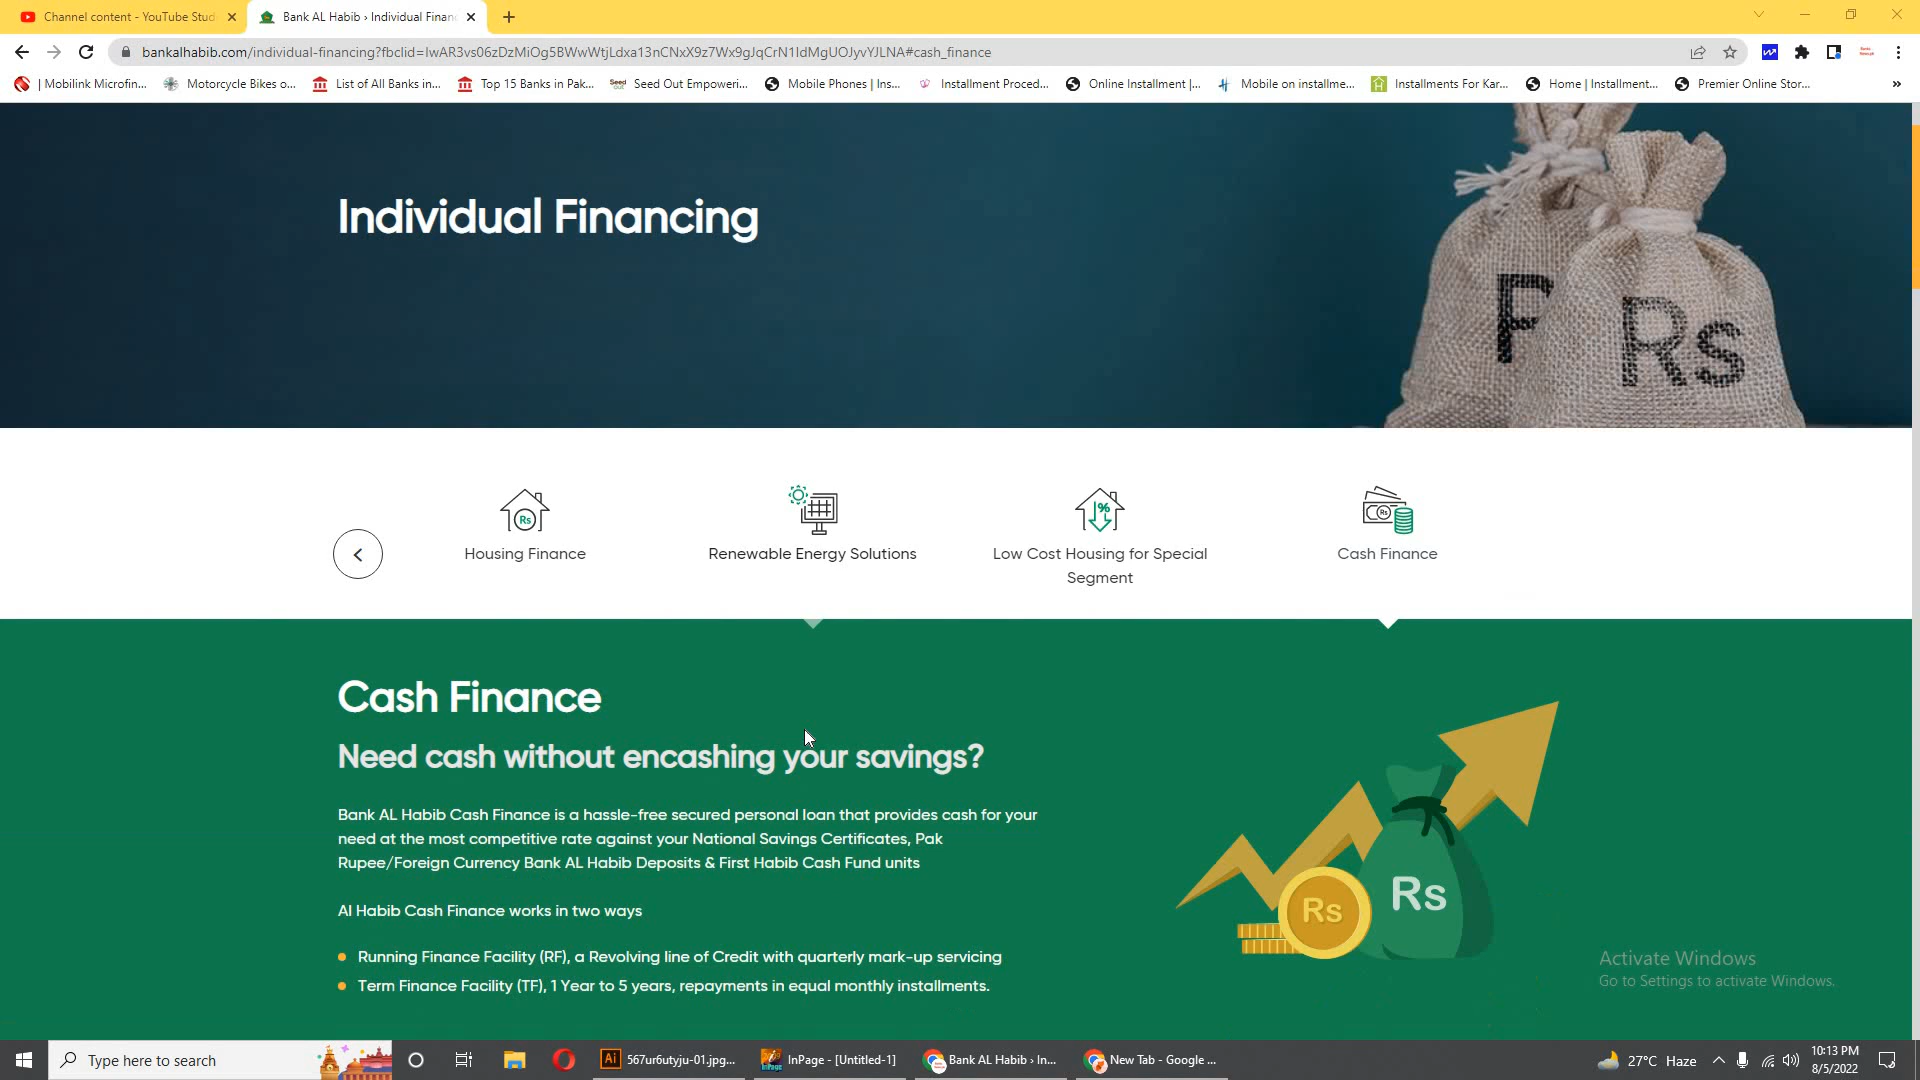 Channel content - YouTube Stud
Bank AL Habib › Individual Financ
bankalhabib.com/individual-financing?fbclid=IwAR3vs06zDzMiOg5BWwWtjLdxa13nCNxX9z7Wx9gJqCrN1IdMgUOJyvYJLNA#cash_finance
| Mobilink Microfin...
Motorcycle Bikes o...
List of All Banks in...
Top 15 Banks in Pak...
Seed Out Empoweri...
Mobile Phones | Ins...
Installment Proced...
Online Installment |...
Mobile on installme...
Installments For Kar...
Home | Installment...
Premier Online Stor...
»
Individual Financing
Rs
Housing Finance
Renewable Energy Solutions
Low Cost Housing for Special
Segment
Cash Finance
Cash Finance
Need cash without encashing your savings?
Bank AL Habib Cash Finance is a hassle-free secured personal loan that provides cash for your
need at the most competitive rate against your National Savings Certificates, Pak
Rupee/Foreign Currency Bank AL Habib Deposits & First Habib Cash Fund units
Al Habib Cash Finance works in two ways
Running Finance Facility (RF), a Revolving line of Credit with quarterly mark-up servicing
Term Finance Facility (TF), 1 Year to 5 years, repayments in equal monthly installments.
Rs
Rs
Activate Windows
Go to Settings to activate Windows.
Type here to search
567ur6utyju-01.jpg...
InPage - [Untitled-1]
Bank AL Habib › In...
New Tab - Google ...
27°C Haze
10:13 PM
8/5/2022